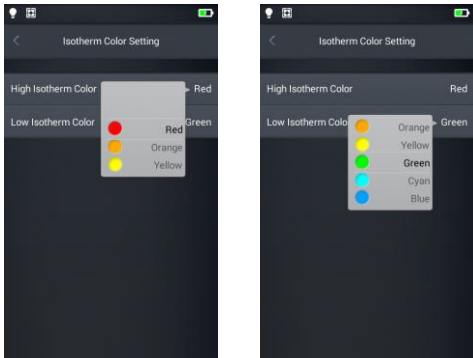 Isotherm Color Setting
High Isotherm Color Red
Low Isotherm Color Green
Red
Orange
Yellow
Isotherm Color Setting
High Isotherm Color Red
Low Isotherm Colo Green
Orange
Yellow
Green
Cyan
Blue